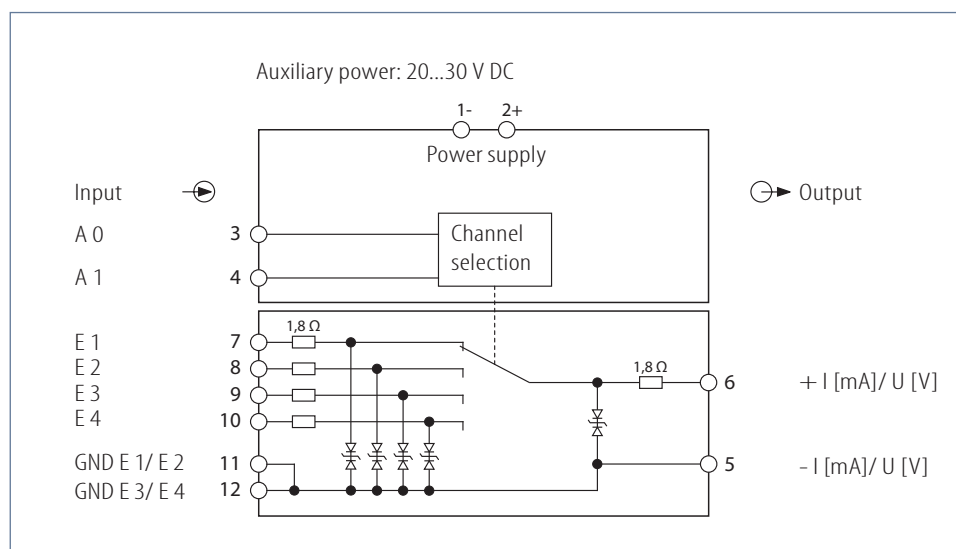 Auxiliary power: 20...30 V DC
1- 2+
Power supply
Input
Output
A 0 3
Channel
selection
A 1 4
1,8 Ω
E 1 7
E 2 8
1,8 Ω
6 + I [mA]/ U [V]
E 3 9
E 4 10
GND E 1/ E 2 11
5 - I [mA]/ U [V]
GND E 3/ E 4 12